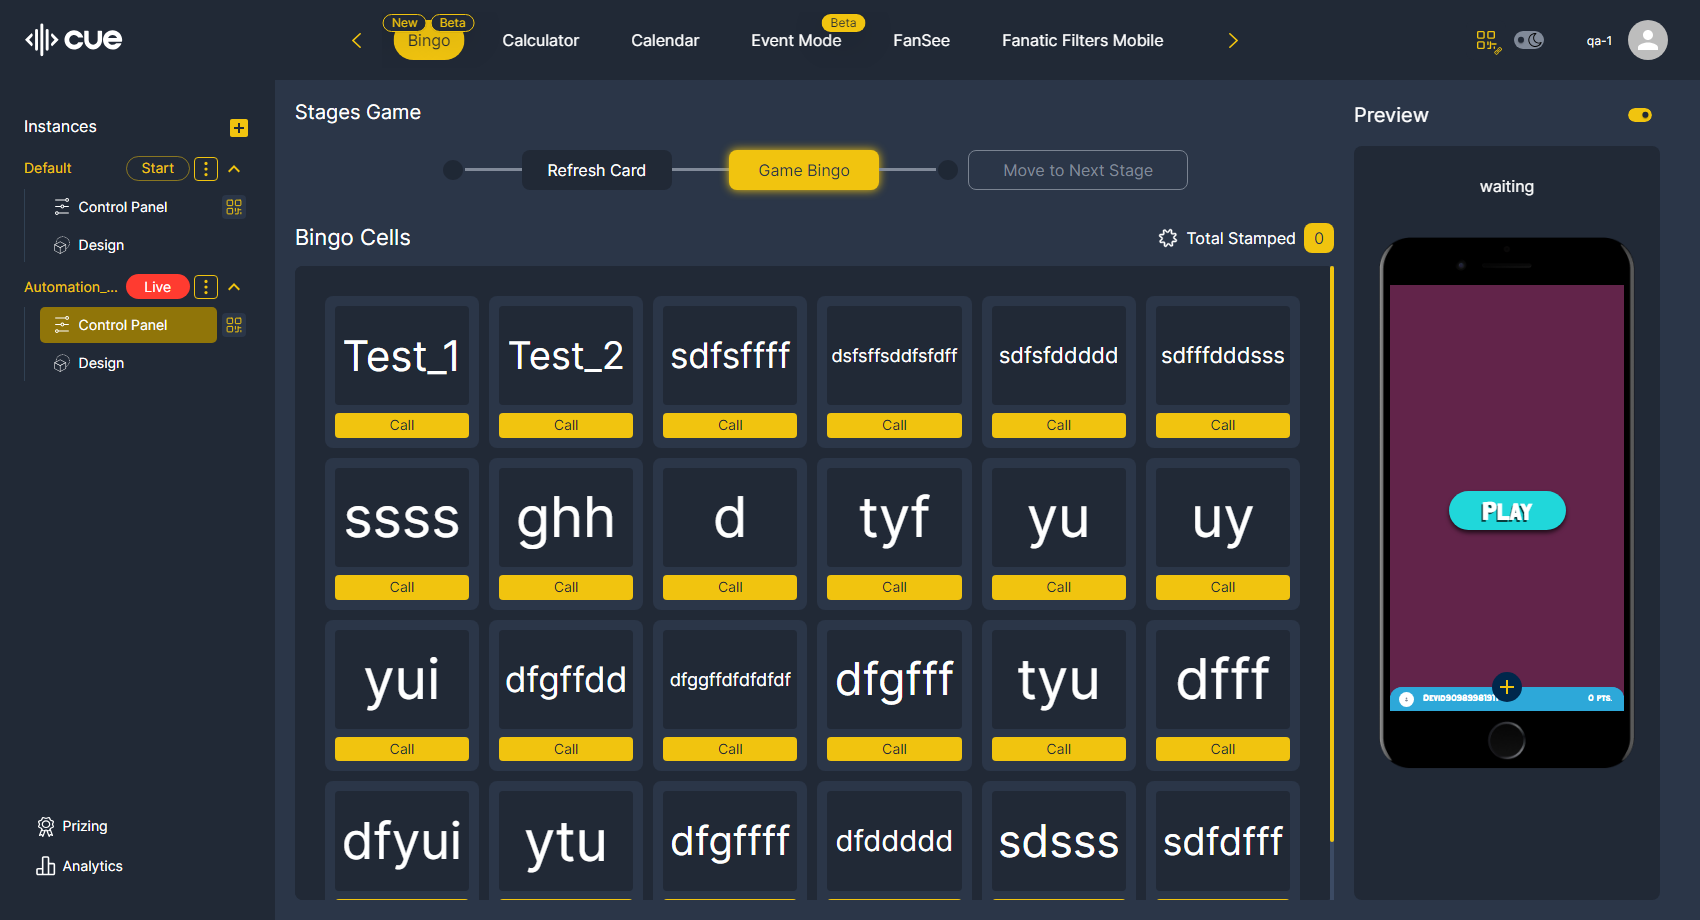 cue
New
Beta
Bingo
Calculator
Calendar
Beta
Event Mode
FanSee
Fanatic Filters Mobile
qa-1
Instances
Default
Start
Control Panel
Design
Automation_...
Live
Control Panel
Design
Prizing
Analytics
Stages Game
Refresh Card
Game Bingo
Move to Next Stage
Bingo Cells
Total Stamped 0
Test_1
Test_2
sdfsffff
dsfsffsddfsfdff
sdfsfddddd
sdfffdddsss
Call
Call
Call
Call
Call
Call
ssss
ghh
d
tyf
yu
uy
Call
Call
Call
Call
Call
Call
yui
dfgffdd
dfggffdfdfdfdf
dfgfff
tyu
dfff
Call
Call
Call
Call
Call
Call
dfyui
ytu
dfgffff
dfddddd
sdsss
sdfdfff
Preview
waiting
Play
0 pts.